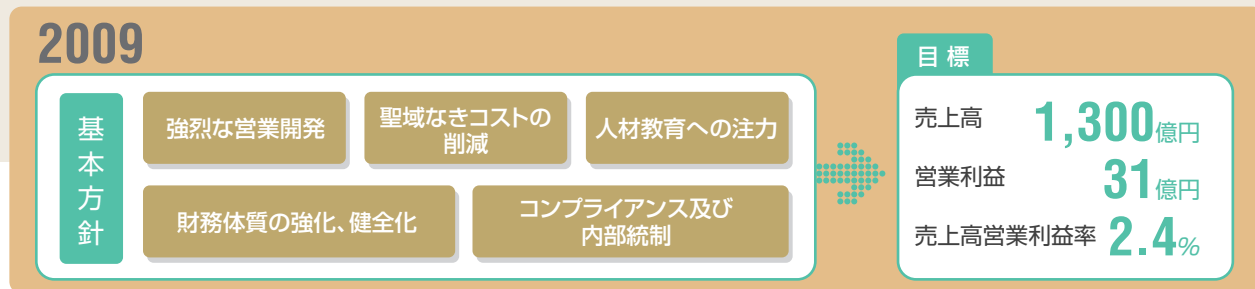 2009
基本方針
強烈な営業開発
聖域なきコストの
削減
人材教育への注力
財務体質の強化、健全化
コンプライアンス及び
内部統制
目標
売上高 1,300億円
営業利益 31億円
売上高営業利益率 2.4%